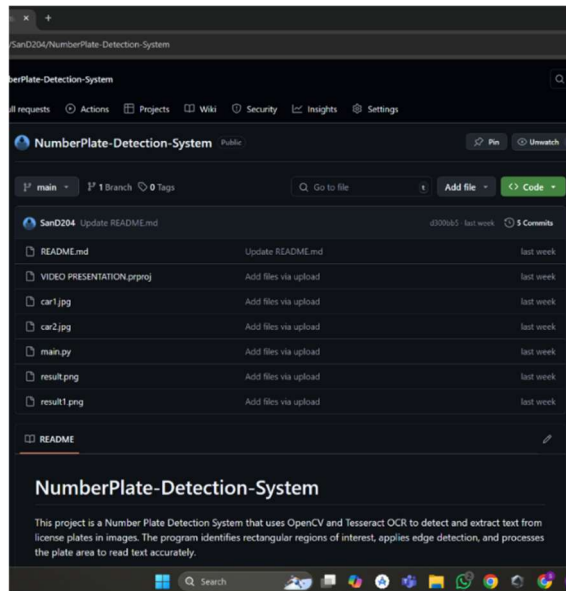 /SanD204/NumberPlate-Detection-System
berPlate-Detection-System
ull requests Actions Projects Wiki Security Insights Settings
NumberPlate-Detection-System Public Pin Unwatch
main 1 Branch 0 Tags Go to file t Add file Code
SanD204 Update README.md d300bb5 · last week 5 Commits
README.md Update README.md last week
VIDEO PRESENTATION.prproj Add files via upload last week
car1.jpg Add files via upload last week
car2.jpg Add files via upload last week
main.py Add files via upload last week
result.png Add files via upload last week
result1.png Add files via upload last week
README
NumberPlate-Detection-System
This project is a Number Plate Detection System that uses OpenCV and Tesseract OCR to detect and extract text from
license plates in images. The program identifies rectangular regions of interest, applies edge detection, and processes
the plate area to read text accurately.
Search